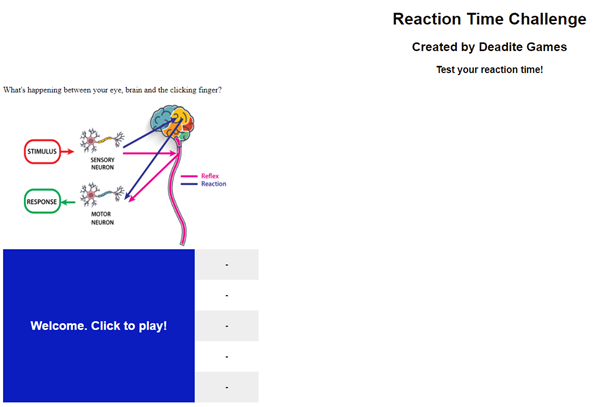 Reaction Time Challenge
Created by Deadite Games
Test your reaction time!
What's happening between your eye, brain and the clicking finger?
STIMULUS
SENSORY
NEURON
Reflex
Reaction
RESPONSE
MOTOR
NEURON
-
-
Welcome. Click to play!
-
-
-